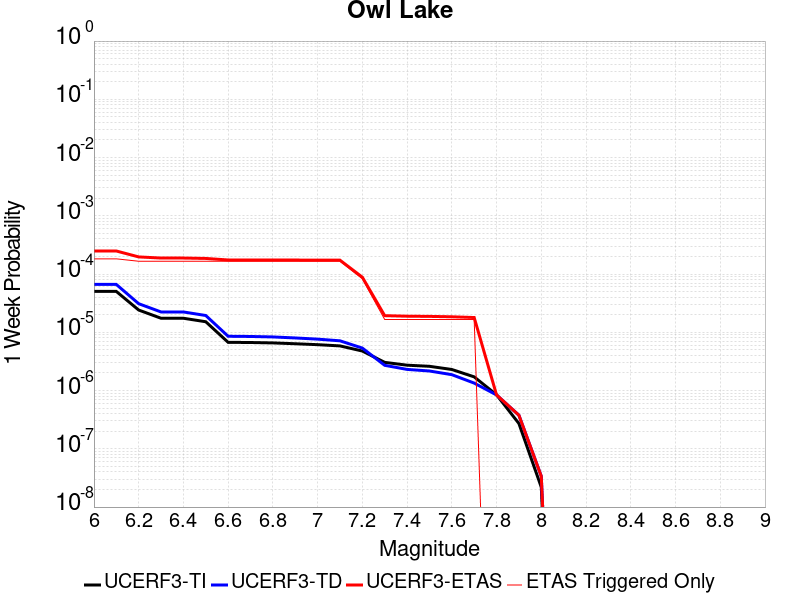 Owl Lake
10^0
10^-1
10^-2
10^-3
10^-4
10^-5
10^-6
10^-7
10^-8
1 Week Probability
6 6.2 6.4 6.6 6.8 7 7.2 7.4 7.6 7.8 8 8.2 8.4 8.6 8.8 9
Magnitude
UCERF3-TI UCERF3-TD UCERF3-ETAS ETAS Triggered Only